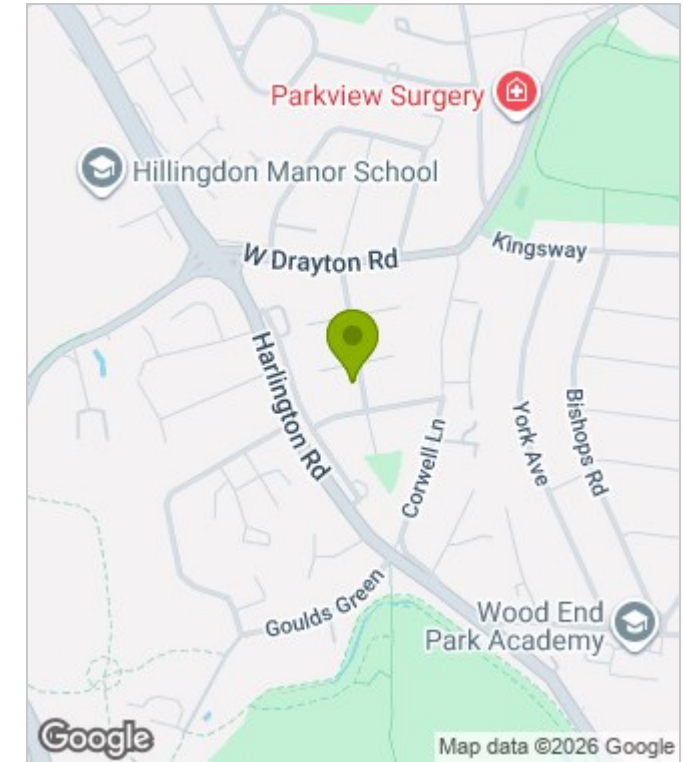 Parkview Surgery
Hillingdon Manor School
Kingsway
W Drayton Rd
Harlington Rd
Bishops Rd
York Ave
Corwell Ln
Goulds Green
Wood End
Park Academy
Google
Map data ©2026 Google